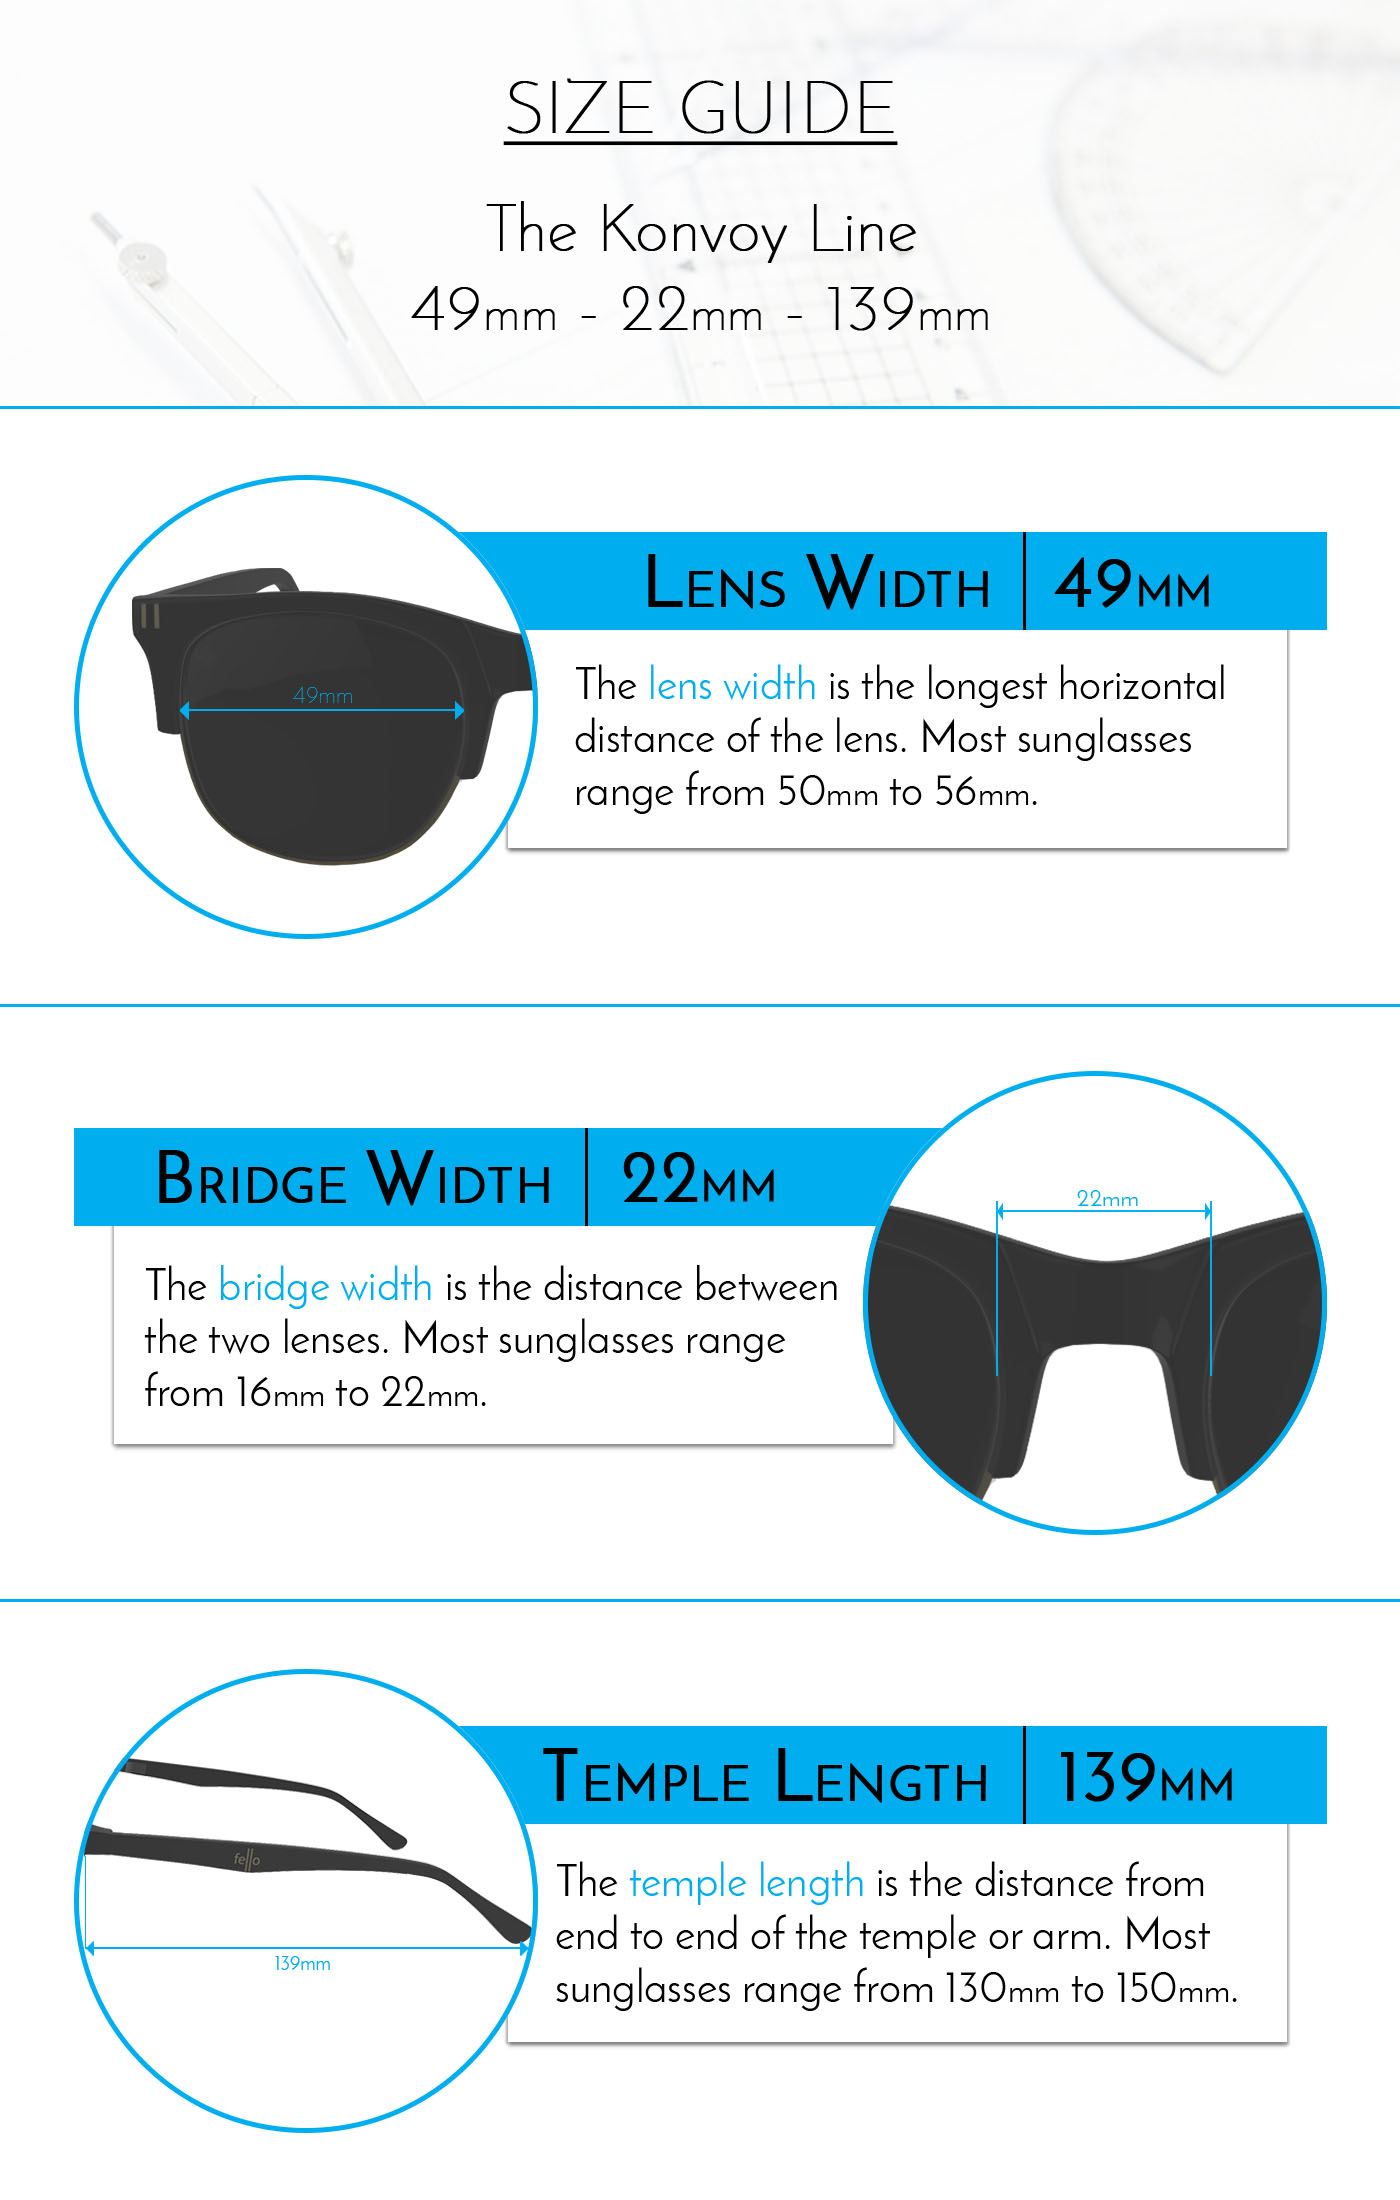 SIZE GUIDE
The Konvoy Line
49mm - 22mm - 139mm
LENS WIDTH
49MM
49mm
The lens width is the longest horizontal
distance of the lens. Most sunglasses
range from 50mm to 56mm.
BRIDGE WIDTH
22MM
22mm
The bridge width is the distance between
the two lenses. Most sunglasses range
from 16mm to 22mm.
TEMPLE LENGTH
139MM
fello
139mm
The temple length is the distance from
end to end of the temple or arm. Most
sunglasses range from 130mm to 150mm.